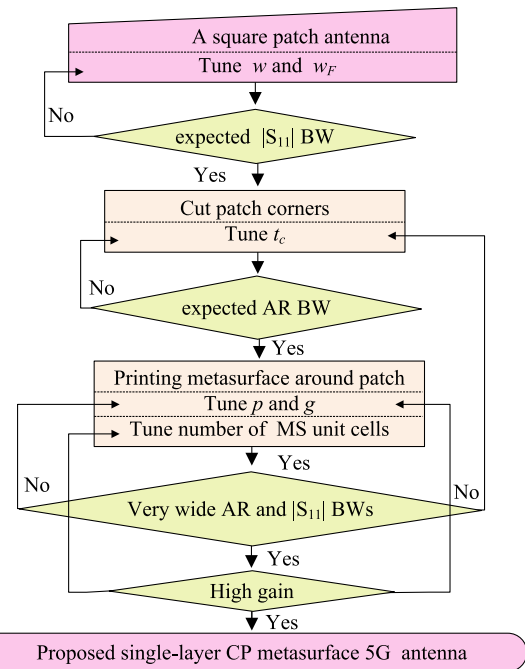 A square patch antenna
Tune w and w_F
No
expected |S₁₁| BW
Yes
Cut patch corners
Tune t_c
No
expected AR BW
Yes
Printing metasurface around patch
Tune p and g
Tune number of MS unit cells
Yes
No
No
Very wide AR and |S₁₁| BWs
Yes
High gain
Yes
Proposed single-layer CP metasurface 5G antenna